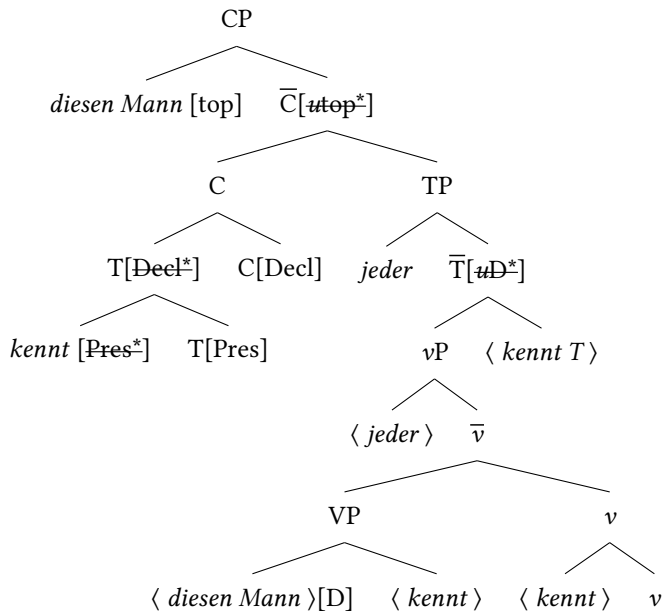 CP
diesen Mann [top] C̅[utop*]
C TP
T[Decl*] C[Decl] jeder T̅[uD*]
kennt [Pres*] T[Pres] vP ⟨ kennt T ⟩
⟨ jeder ⟩ v̅
VP v
⟨ diesen Mann ⟩[D] ⟨ kennt ⟩ ⟨ kennt ⟩ v